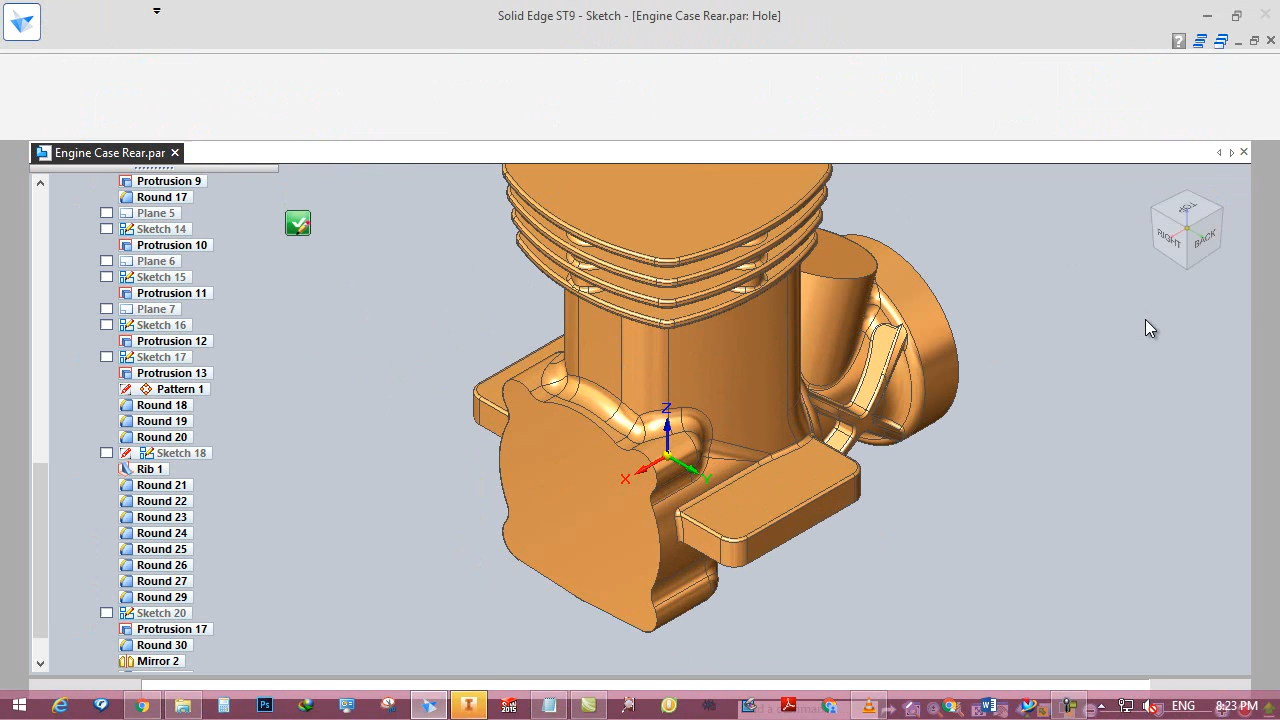 Solid Edge ST9 - Sketch - [Engine Case Rear.par: Hole]
Engine Case Rear.par
Protrusion 9
Round 17
Plane 5
Sketch 14
Protrusion 10
Plane 6
Sketch 15
Protrusion 11
Plane 7
Sketch 16
Protrusion 12
Sketch 17
Protrusion 13
Pattern 1
Round 18
Round 19
Round 20
Sketch 18
Rib 1
Round 21
Round 22
Round 23
Round 24
Round 25
Round 26
Round 27
Round 29
Sketch 20
Protrusion 17
Round 30
Mirror 2
TOP
RIGHT
BACK
Z
X
Y
2015
ENG
8:23 PM